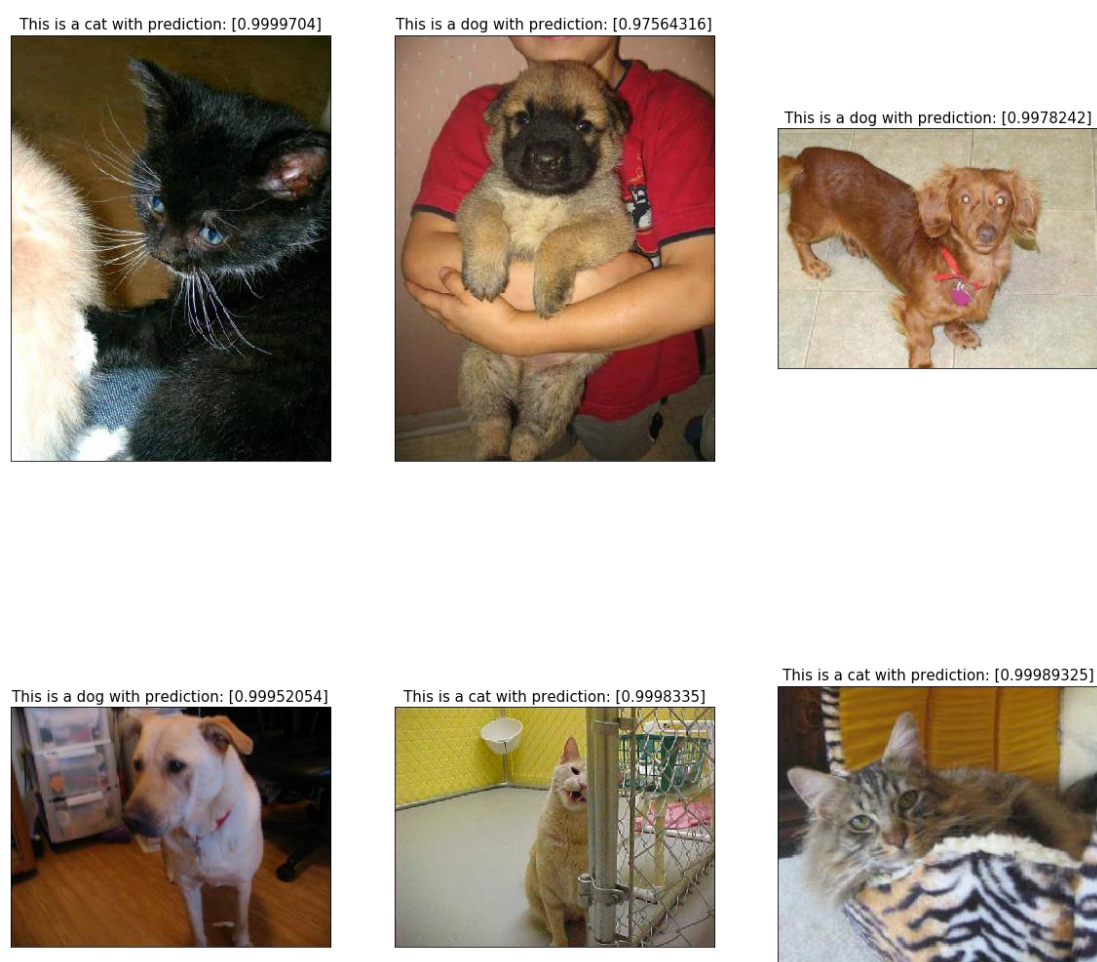 This is a cat with prediction: [0.9999704]
This is a dog with prediction: [0.97564316]
This is a dog with prediction: [0.9978242]
This is a dog with prediction: [0.99952054]
This is a cat with prediction: [0.9998335]
This is a cat with prediction: [0.99989325]